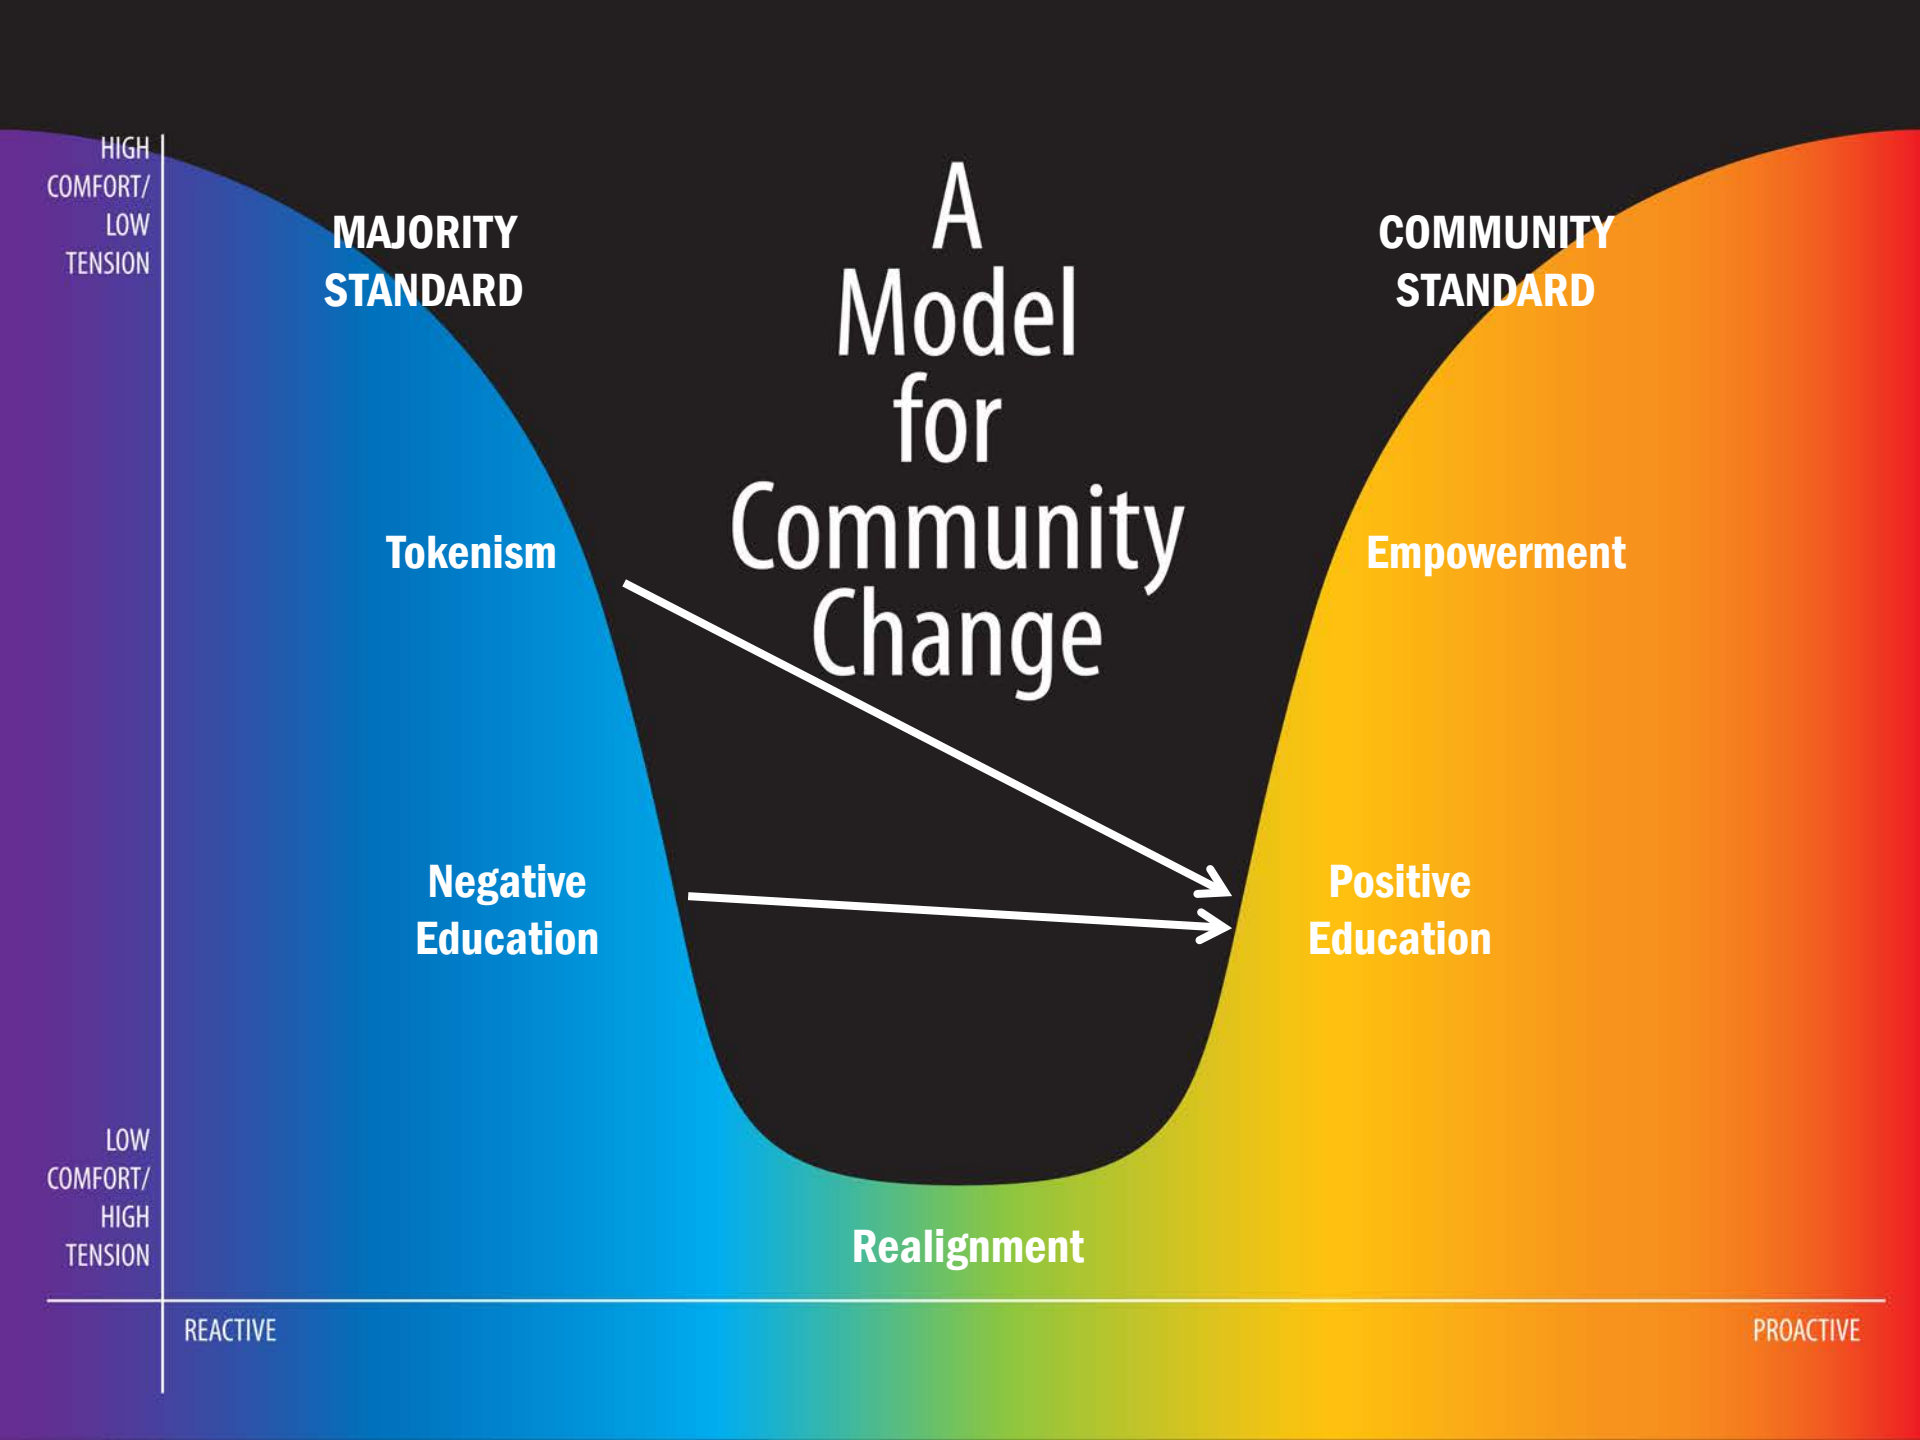 HIGH
COMFORT/
LOW
TENSION
MAJORITY
STANDARD
A
Model
for
Community
Change
COMMUNITY
STANDARD
Tokenism
Empowerment
Negative
Education
Positive
Education
LOW
COMFORT/
HIGH
TENSION
Realignment
REACTIVE
PROACTIVE